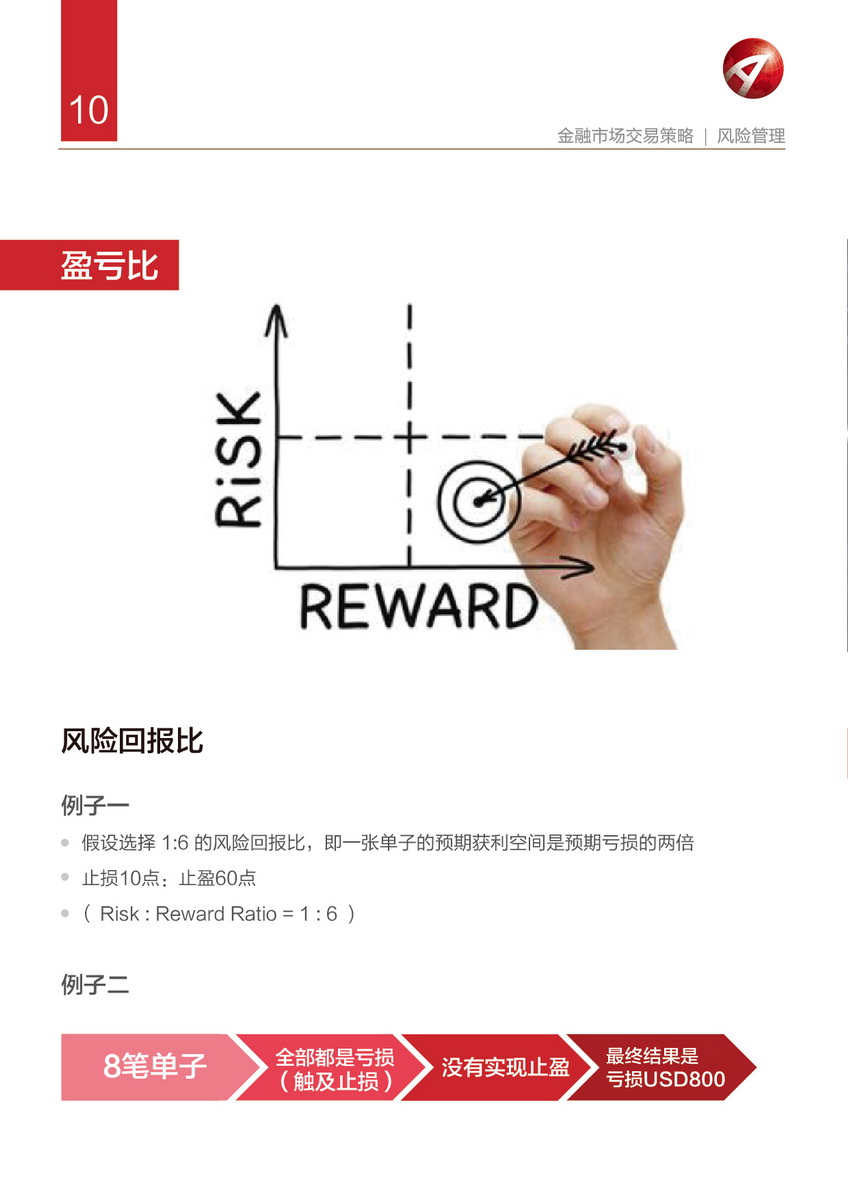 10
金融市场交易策略 | 风险管理
盈亏比
RiSK
REWARD
风险回报比
例子一
• 假设选择 1:6 的风险回报比，即一张单子的预期获利空间是预期亏损的两倍
• 止损10点：止盈60点
• （ Risk : Reward Ratio = 1 : 6 ）
例子二
8笔单子
全部都是亏损
（触及止损）
没有实现止盈
最终结果是
亏损USD800